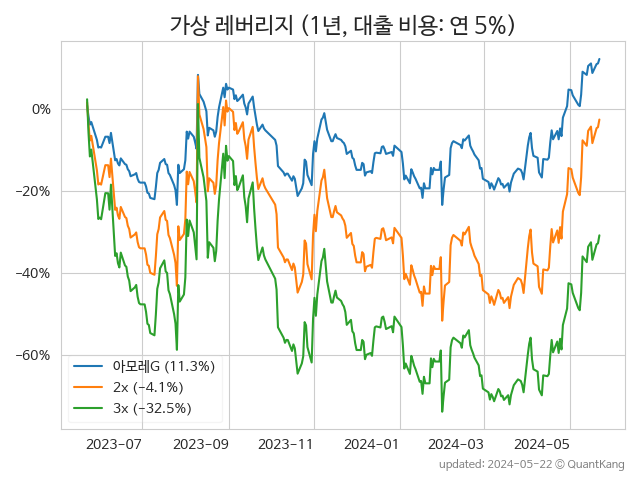 가상 레버리지 (1년, 대출 비용: 연 5%)
0%
−20%
−40%
−60%
아모레G (11.3%)
2x (−4.1%)
3x (−32.5%)
2023−07 2023−09 2023−11 2024−01 2024−03 2024−05
updated: 2024−05−22 © QuantKang